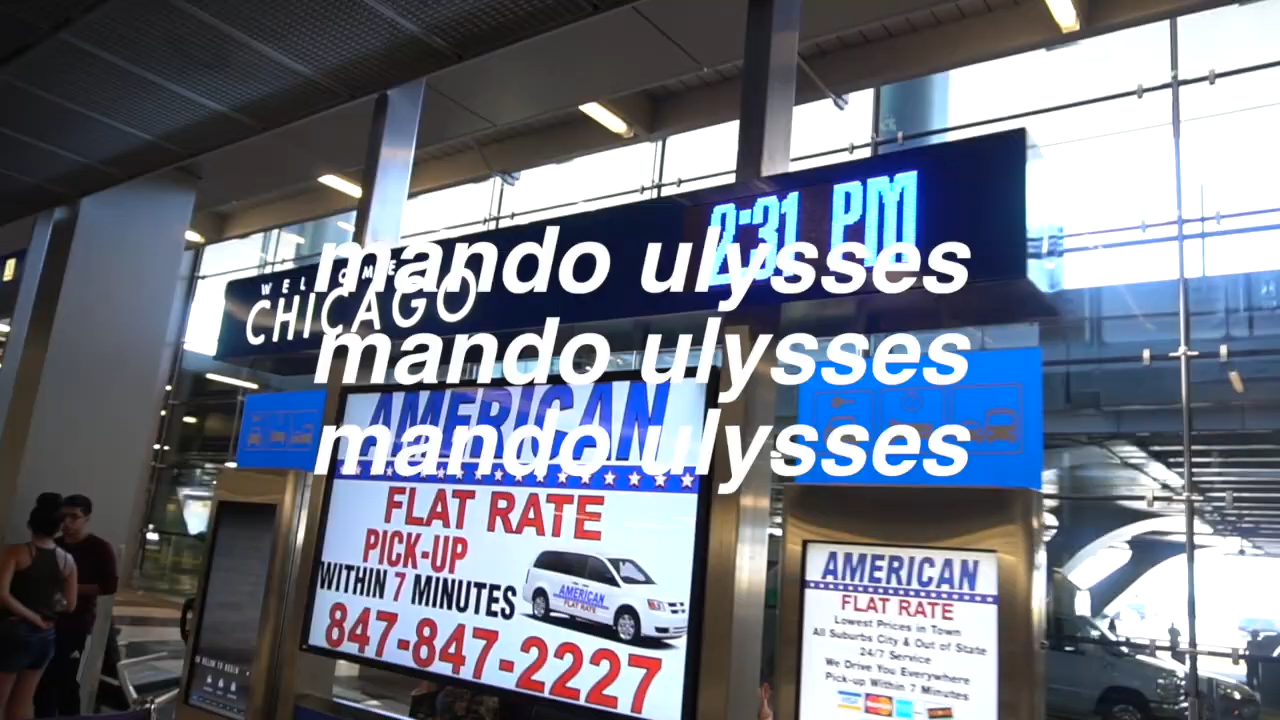 WELCOME
CHICAGO
2:31 PM
mando ulysses
mando ulysses
mando ulysses
AMERICAN
FLAT RATE
PICK-UP
WITHIN 7 MINUTES
847-847-2227
AMERICAN
FLAT RATE
AMERICAN
FLAT RATE
Lowest Prices in Town
All Suburbs City & Out of State
24/7 Service
We Drive You Everywhere
Pick-up Within 7 Minutes
VISA